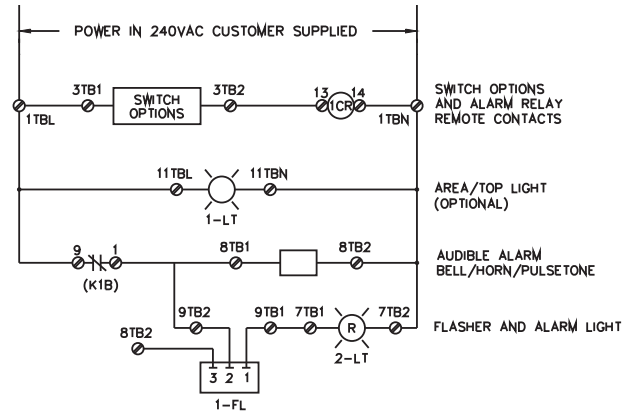 POWER IN 240VAC CUSTOMER SUPPLIED
3TB1
SWITCH
OPTIONS
3TB2
13
1CR
14
1TBL
1TBN
SWITCH OPTIONS
AND ALARM RELAY
REMOTE CONTACTS
11TBL
11TBN
1-LT
AREA/TOP LIGHT
(OPTIONAL)
9
1
(K1B)
8TB1
8TB2
AUDIBLE ALARM
BELL/HORN/PULSETONE
9TB2
9TB1
7TB1
R
7TB2
2-LT
FLASHER AND ALARM LIGHT
8TB2
3 2 1
1-FL